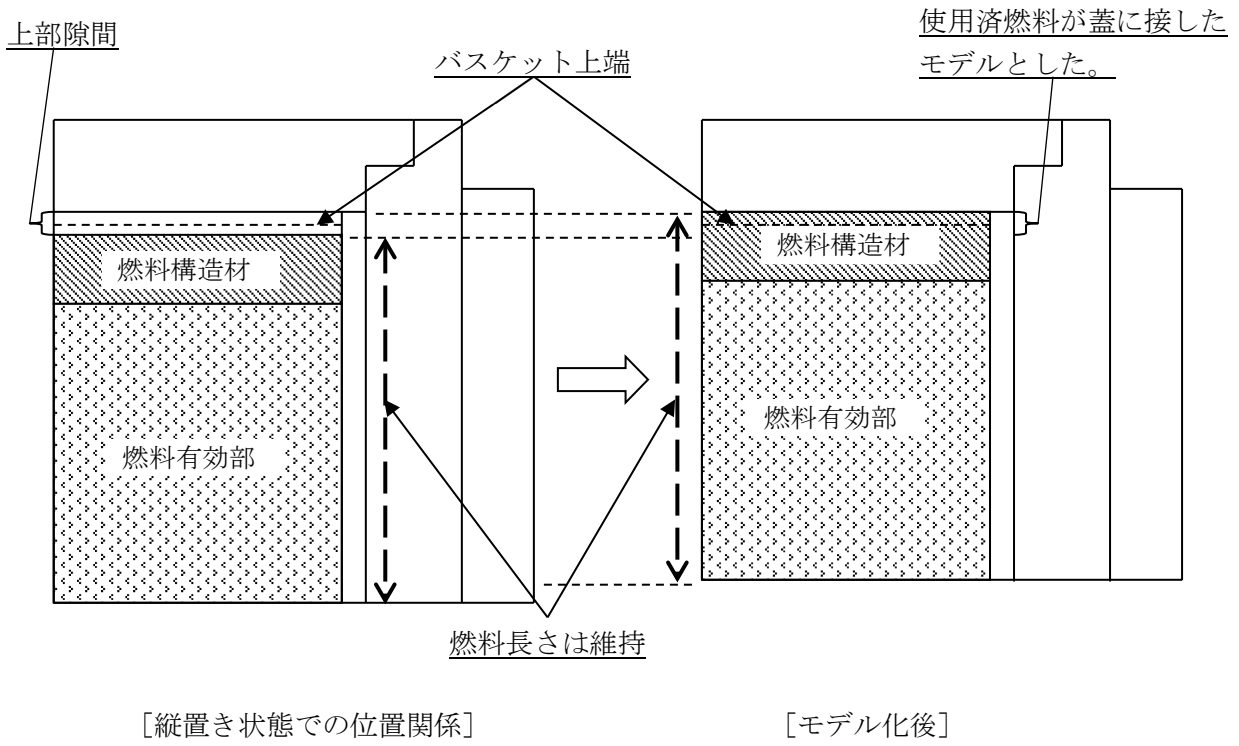 上部隙間
バスケット上端
使用済燃料が蓋に接した
モデルとした。
燃料構造材
燃料構造材
燃料有効部
燃料有効部
燃料長さは維持
［縦置き状態での位置関係］
［モデル化後］